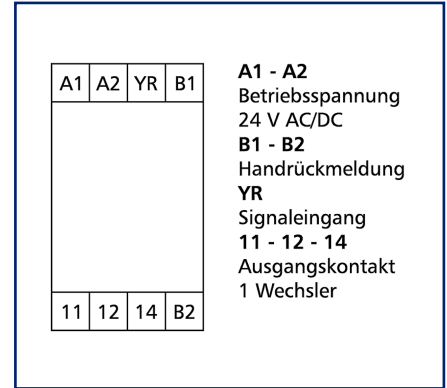 A1 A2 YR B1
11 12 14 B2
A1 - A2
Betriebsspannung
24 V AC/DC
B1 - B2
Handrückmeldung
YR
Signaleingang
11 - 12 - 14
Ausgangskontakt
1 Wechsler